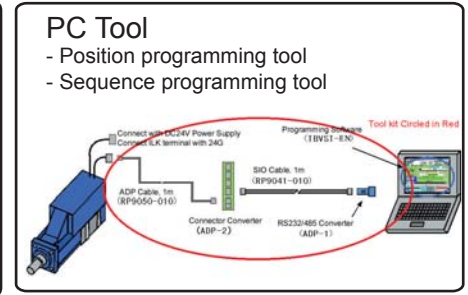 PC Tool
- Position programming tool
- Sequence programming tool
Tool kit Circled in Red
Connect with DC24V Power Supply
Connect ILK terminal with 24G
Programming Software
(IBVST-EN)
SIO Cable, 1m
(RP9041-010)
ADP Cable, 1m
(RP9050-010)
Connector Converter
(ADP-2)
RS232/485 Converter
(ADP-1)